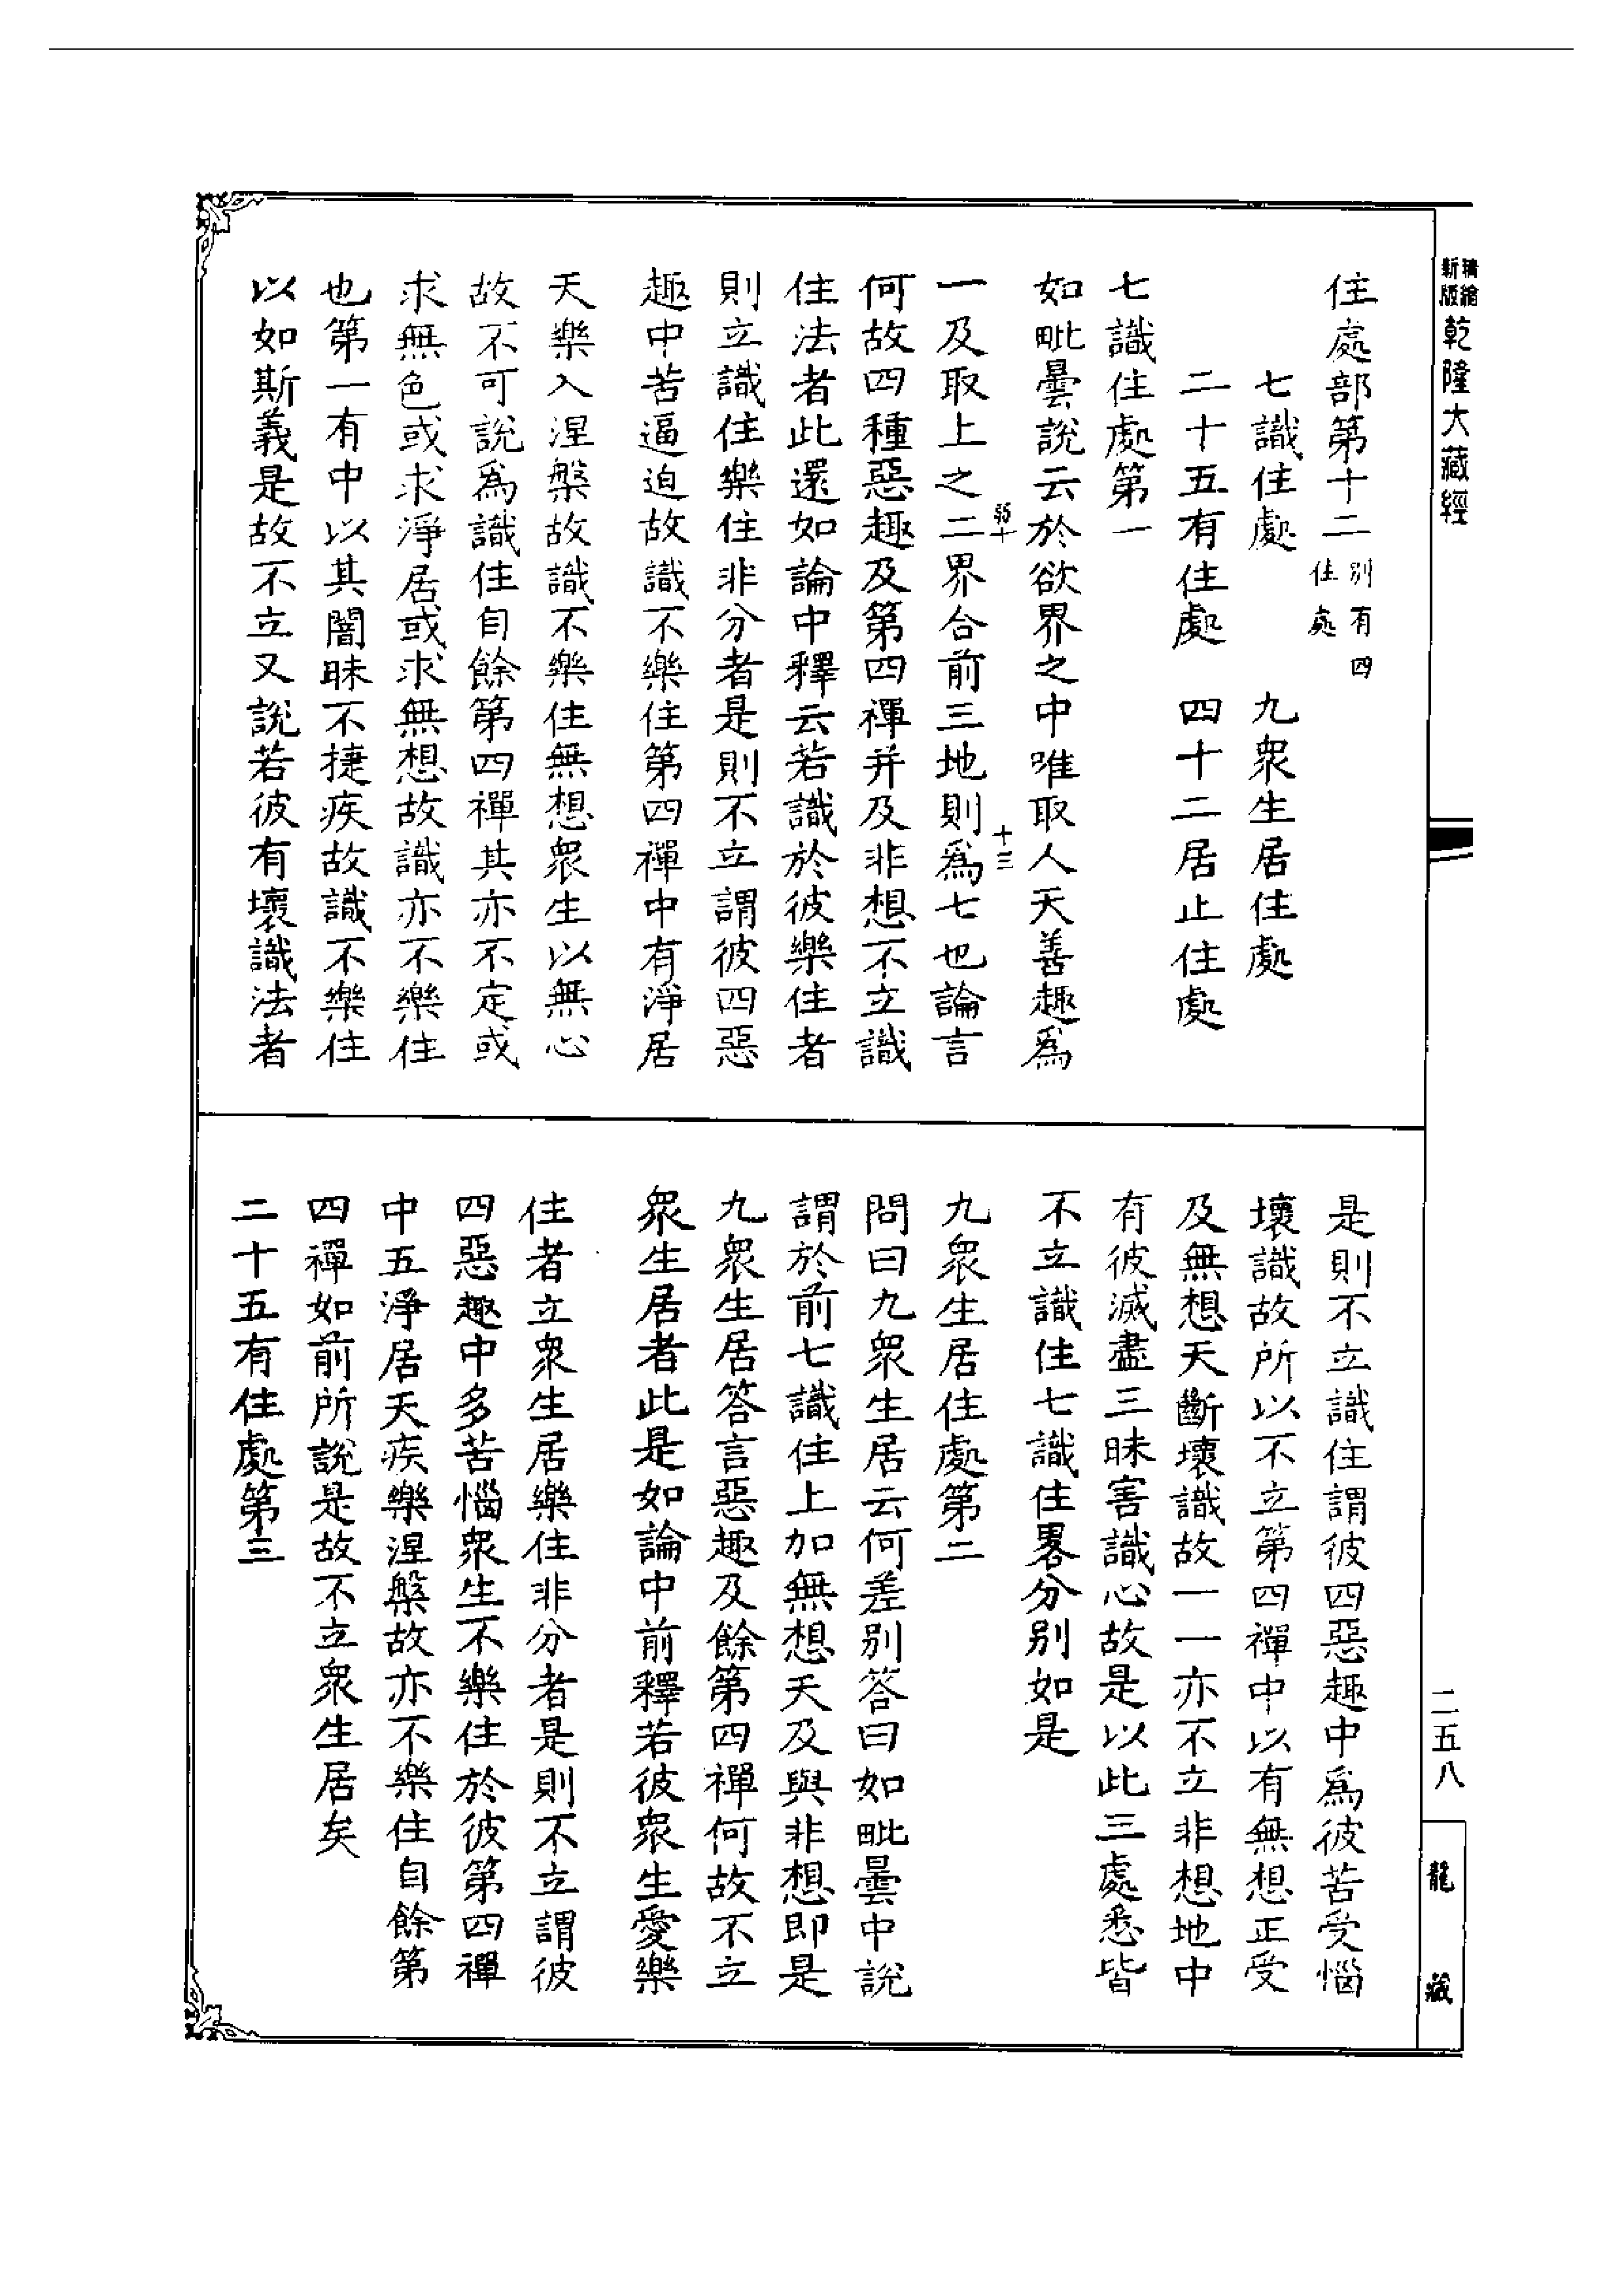 精繪新版乾隆大藏經
住處部第十二別有四住處
七識住處　九衆生居住處
二十五有住處　四十二居止住處
七識住處第一
如毗曇說云於欲界之中唯取人天善趣爲
十三
一及取上之二界合前三地則爲七也論言
何故四種惡趣及第四禪并及非想不立識
住法者此還如論中釋云若識於彼樂住者
則立識住樂住非分者是則不立謂彼四惡
趣中苦逼迫故識不樂住第四禪中有淨居
天樂入涅槃故識不樂住無想衆生以無心
故不可說爲識住自餘第四禪其亦不定或
求無色或求淨居或求無想故識亦不樂住
也第一有中以其闇昧不捷疾故識不樂住
以如斯義是故不立又說若彼有壞識法者
是則不立識住謂彼四惡趣中爲彼苦受惱
壞識故所以不立第四禪中以有無想正受
及無想天斷壞識故一一亦不立非想地中
有彼滅盡三昧害識心故是以此三處悉皆
不立識住七識住畧分別如是
九衆生居住處第二
問曰九衆生居云何差別答曰如毗曇中說
謂於前七識住上加無想天及與非想即是
九衆生居答言惡趣及餘第四禪何故不立
衆生居者此是如論中前釋若彼衆生愛樂
住者立衆生居樂住非分者是則不立謂彼
四惡趣中多苦惱衆生不樂住於彼第四禪
中五淨居天疾樂涅槃故亦不樂住自餘第
四禪如前所說是故不立衆生居矣
二十五有住處第三
二五八
龍藏